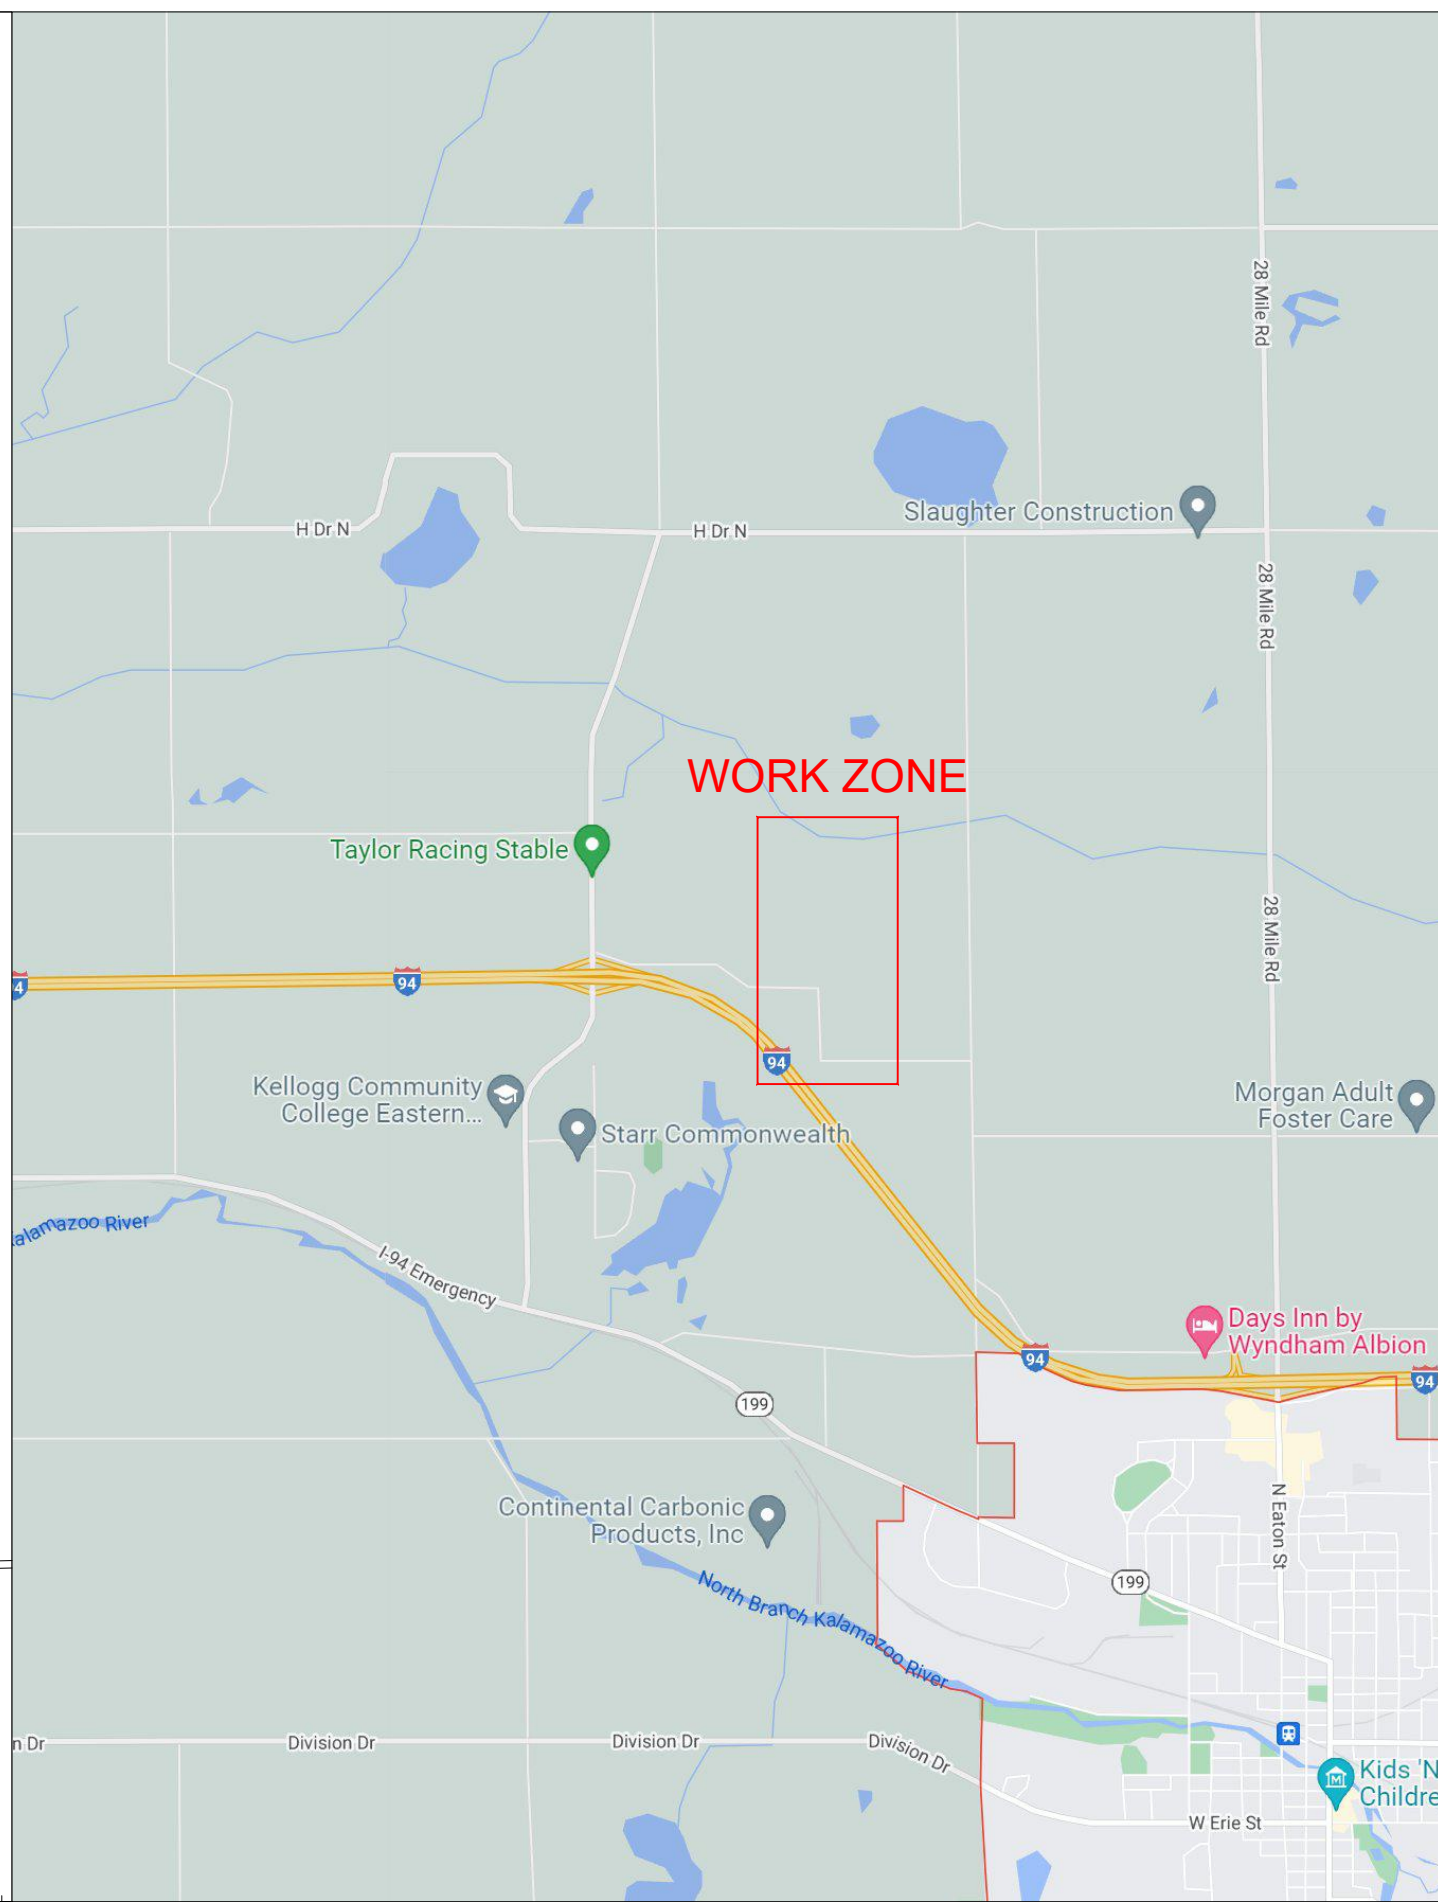 28 Mile Rd
Slaughter Construction
H Dr N
H Dr N
28 Mile Rd
WORK ZONE
Taylor Racing Stable
28 Mile Rd
94
94
94
Kellogg Community
College Eastern...
Starr Commonwealth
Morgan Adult
Foster Care
alamazoo River
I-94 Emergency
Days Inn by
Wyndham Albion
94
94
199
Continental Carbonic
Products, Inc
N Eaton St
199
North Branch Kalamazoo River
n Dr
Division Dr
Division Dr
Division Dr
Kids 'N
Childre
W Erie St